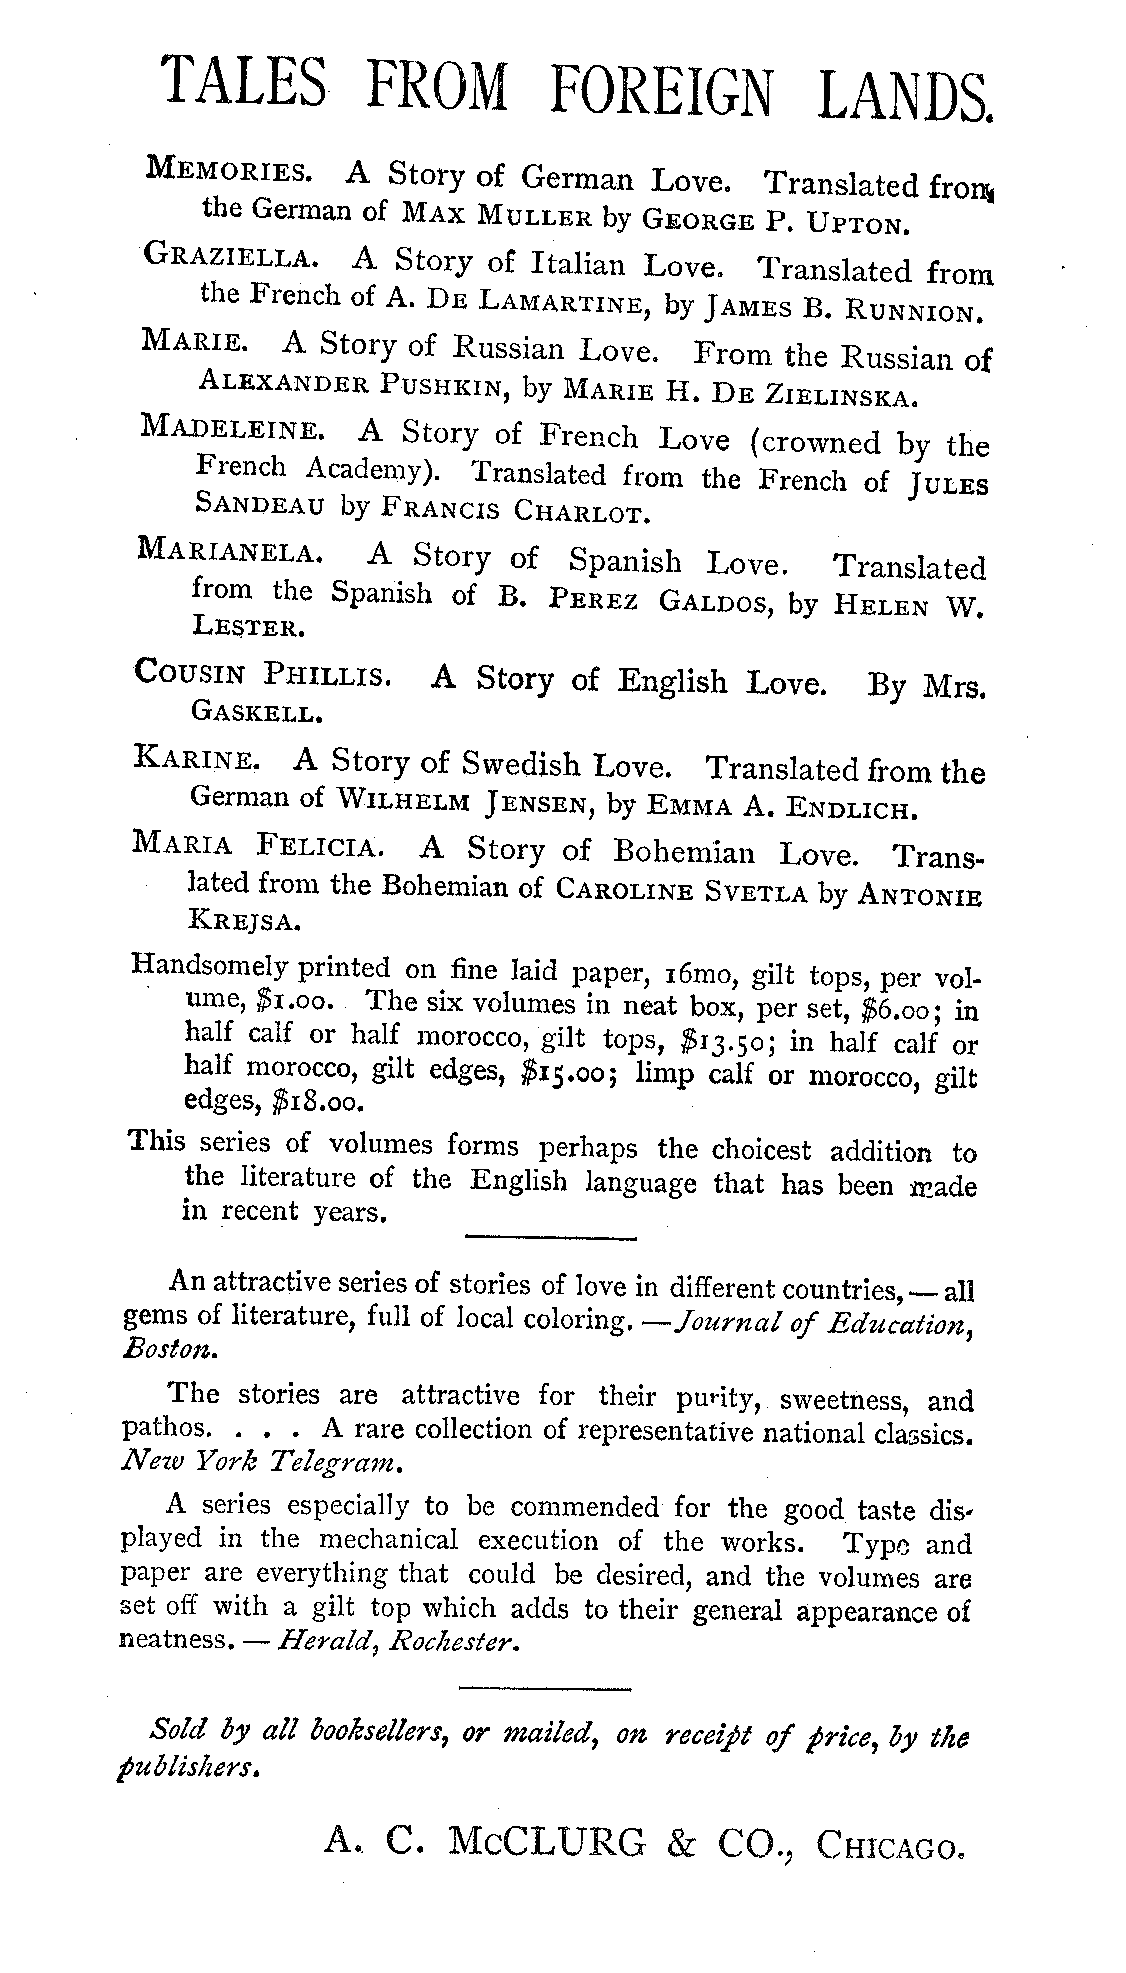 TALES FROM FOREIGN LANDS.
MEMORIES. A Story of German Love. Translated from
the German of MAX MULLER by GEORGE P. UPTON.
GRAZIELLA. A Story of Italian Love. Translated from
the French of A. DE LAMARTINE, by JAMES B. RUNNION.
MARIE. A Story of Russian Love. From the Russian of
ALEXANDER PUSHKIN, by MARIE H. DE ZIELINSKA.
MADELEINE. A Story of French Love (crowned by the
French Academy). Translated from the French of JULES
SANDEAU by FRANCIS CHARLOT.
MARIANELA. A Story of Spanish Love. Translated
from the Spanish of B. PEREZ GALDOS, by HELEN W.
LESTER.
COUSIN PHILLIS. A Story of English Love. By Mrs.
GASKELL.
KARINE. A Story of Swedish Love. Translated from the
German of WILHELM JENSEN, by EMMA A. ENDLICH.
MARIA FELICIA. A Story of Bohemian Love. Trans-
lated from the Bohemian of CAROLINE SVETLA by ANTONIE
KREJSA.
Handsomely printed on fine laid paper, 16mo, gilt tops, per vol-
ume, $1.00. The six volumes in neat box, per set, $6.00; in
half calf or half morocco, gilt tops, $13.50; in half calf or
half morocco, gilt edges, $15.00; limp calf or morocco, gilt
edges, $18.00.
This series of volumes forms perhaps the choicest addition to
the literature of the English language that has been made
in recent years.
An attractive series of stories of love in different countries,— all
gems of literature, full of local coloring. —Journal of Education,
Boston.
The stories are attractive for their purity, sweetness, and
pathos. . . . A rare collection of representative national classics.
New York Telegram.
A series especially to be commended for the good taste dis-
played in the mechanical execution of the works. Type and
paper are everything that could be desired, and the volumes are
set off with a gilt top which adds to their general appearance of
neatness. — Herald, Rochester.
Sold by all booksellers, or mailed, on receipt of price, by the
publishers.
A. C. McCLURG & CO., CHICAGO.